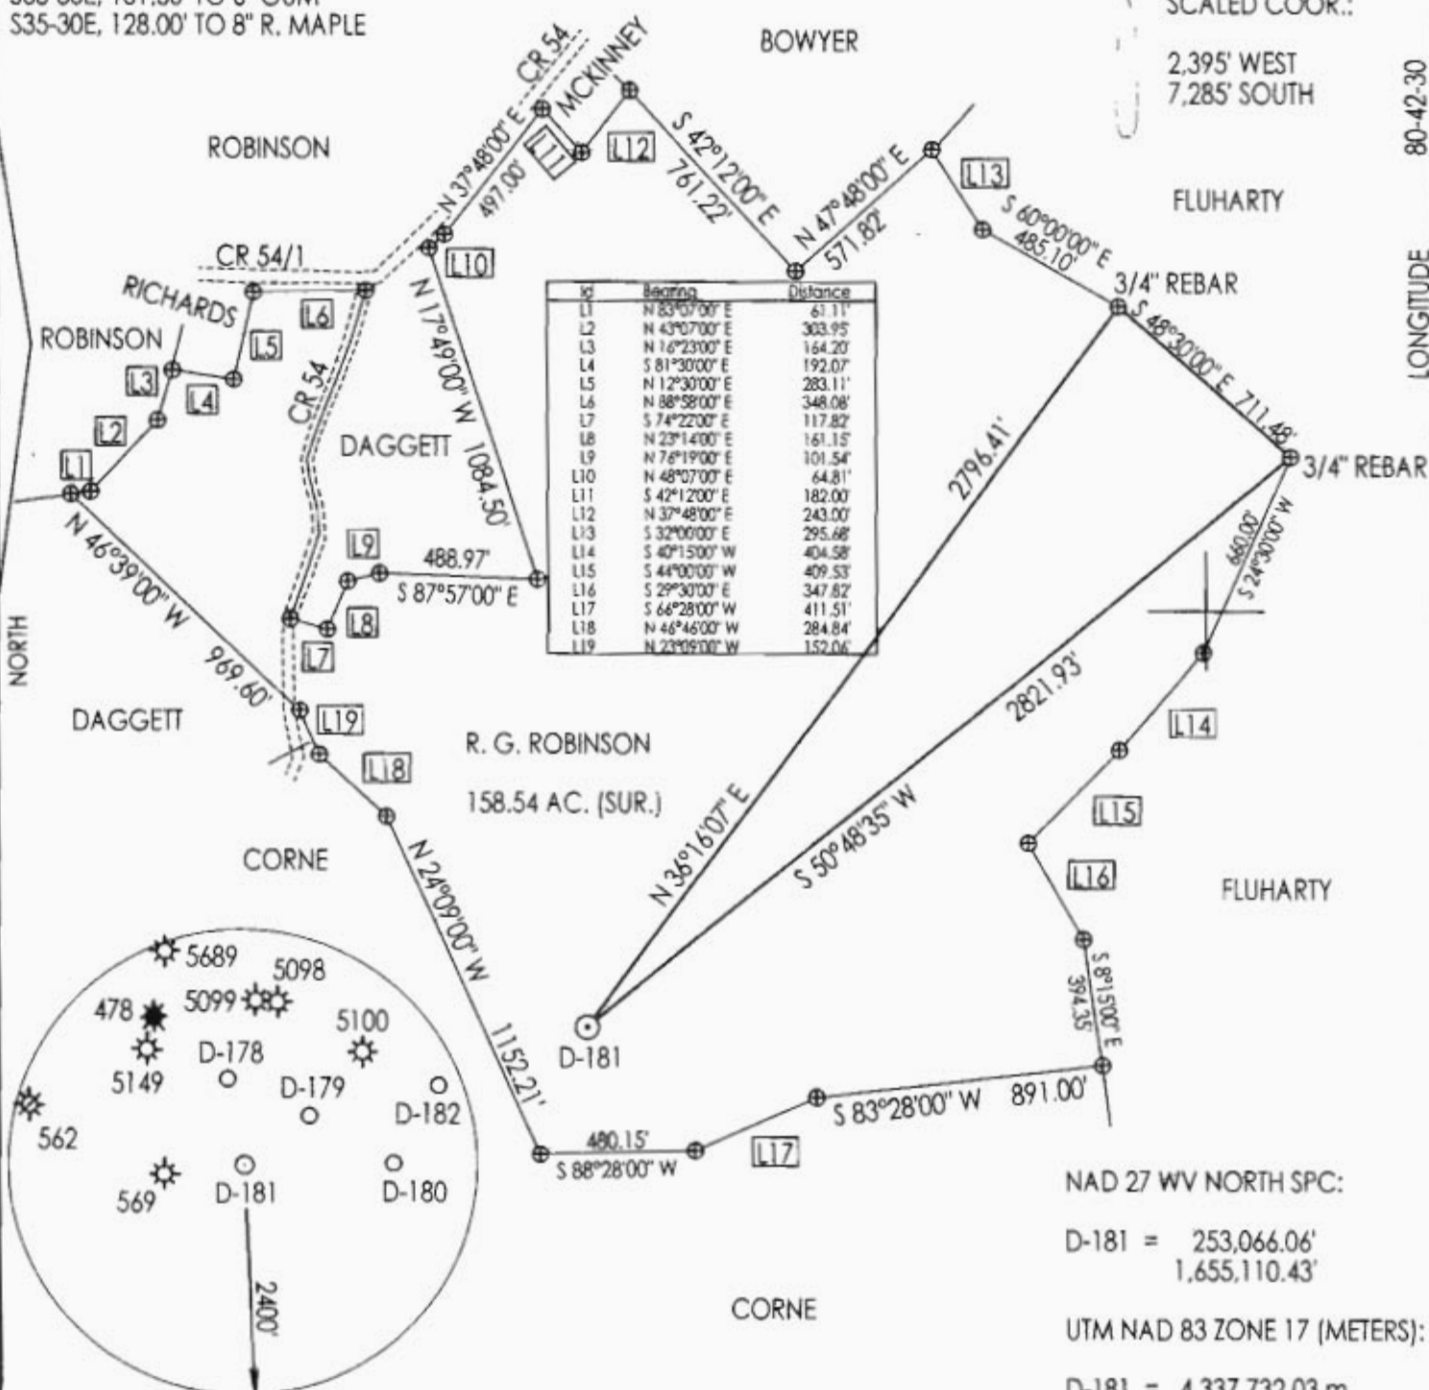 S35-30E, 128.00' TO 8" R. MAPLE
SCALED COOR.:
2,395' WEST
7,285' SOUTH
80-42-30
LONGITUDE
BOWYER
CR 54
MCKINNEY
ROBINSON
N 37°48'00" E
497.00'
L11
L12
S 42°12'00" E
761.22'
N 47°48'00" E
571.82'
L13
FLUHARTY
S 60°00'00" E
485.10'
3/4" REBAR
CR 54/1
L10
RICHARDS
L6
ROBINSON
L5
L3
L4
CR 54
L2
L1
DAGGETT
N 17°49'00" W 1084.50'
Id Bearing Distance
L1 N 83°07'00" E 61.11'
L2 N 43°07'00" E 303.95'
L3 N 16°23'00" E 164.20'
L4 S 81°30'00" E 192.07'
L5 N 12°30'00" E 283.11'
L6 N 88°58'00" E 348.08'
L7 S 74°22'00" E 117.82'
L8 N 23°14'00" E 161.15'
L9 N 76°19'00" E 101.54'
L10 N 48°07'00" E 64.81'
L11 S 42°12'00" E 182.00'
L12 N 37°48'00" E 243.00'
L13 S 32°00'00" E 295.68'
L14 S 40°15'00" W 404.58'
L15 S 44°00'00" W 409.53'
L16 S 29°30'00" E 347.82'
L17 S 66°28'00" W 411.51'
L18 N 46°46'00" W 284.84'
L19 N 23°09'00" W 152.06'
S 48°30'00" E 711.48'
3/4" REBAR
2796.41'
660.00'
S 24°30'00" W
N 46°39'00" W
969.60'
L9
488.97'
S 87°57'00" E
L8
L7
NORTH
DAGGETT
L19
L18
R. G. ROBINSON
158.54 AC. (SUR.)
2821.93'
L14
L15
N 36°16'07" E
S 50°48'35" W
CORNE
N 24°09'00" W
1152.21'
L16
FLUHARTY
S 8°15'00" E
394.35'
D-181
S 83°28'00" W 891.00'
480.15'
S 88°28'00" W
L17
5689
5098
478
5099
5100
5149
D-178
D-179
D-182
562
569
D-181
D-180
2400'
CORNE
NAD 27 WV NORTH SPC:
D-181 = 253,066.06'
1,655,110.43'
UTM NAD 83 ZONE 17 (METERS):
D-181 = 4,337,732.03 m